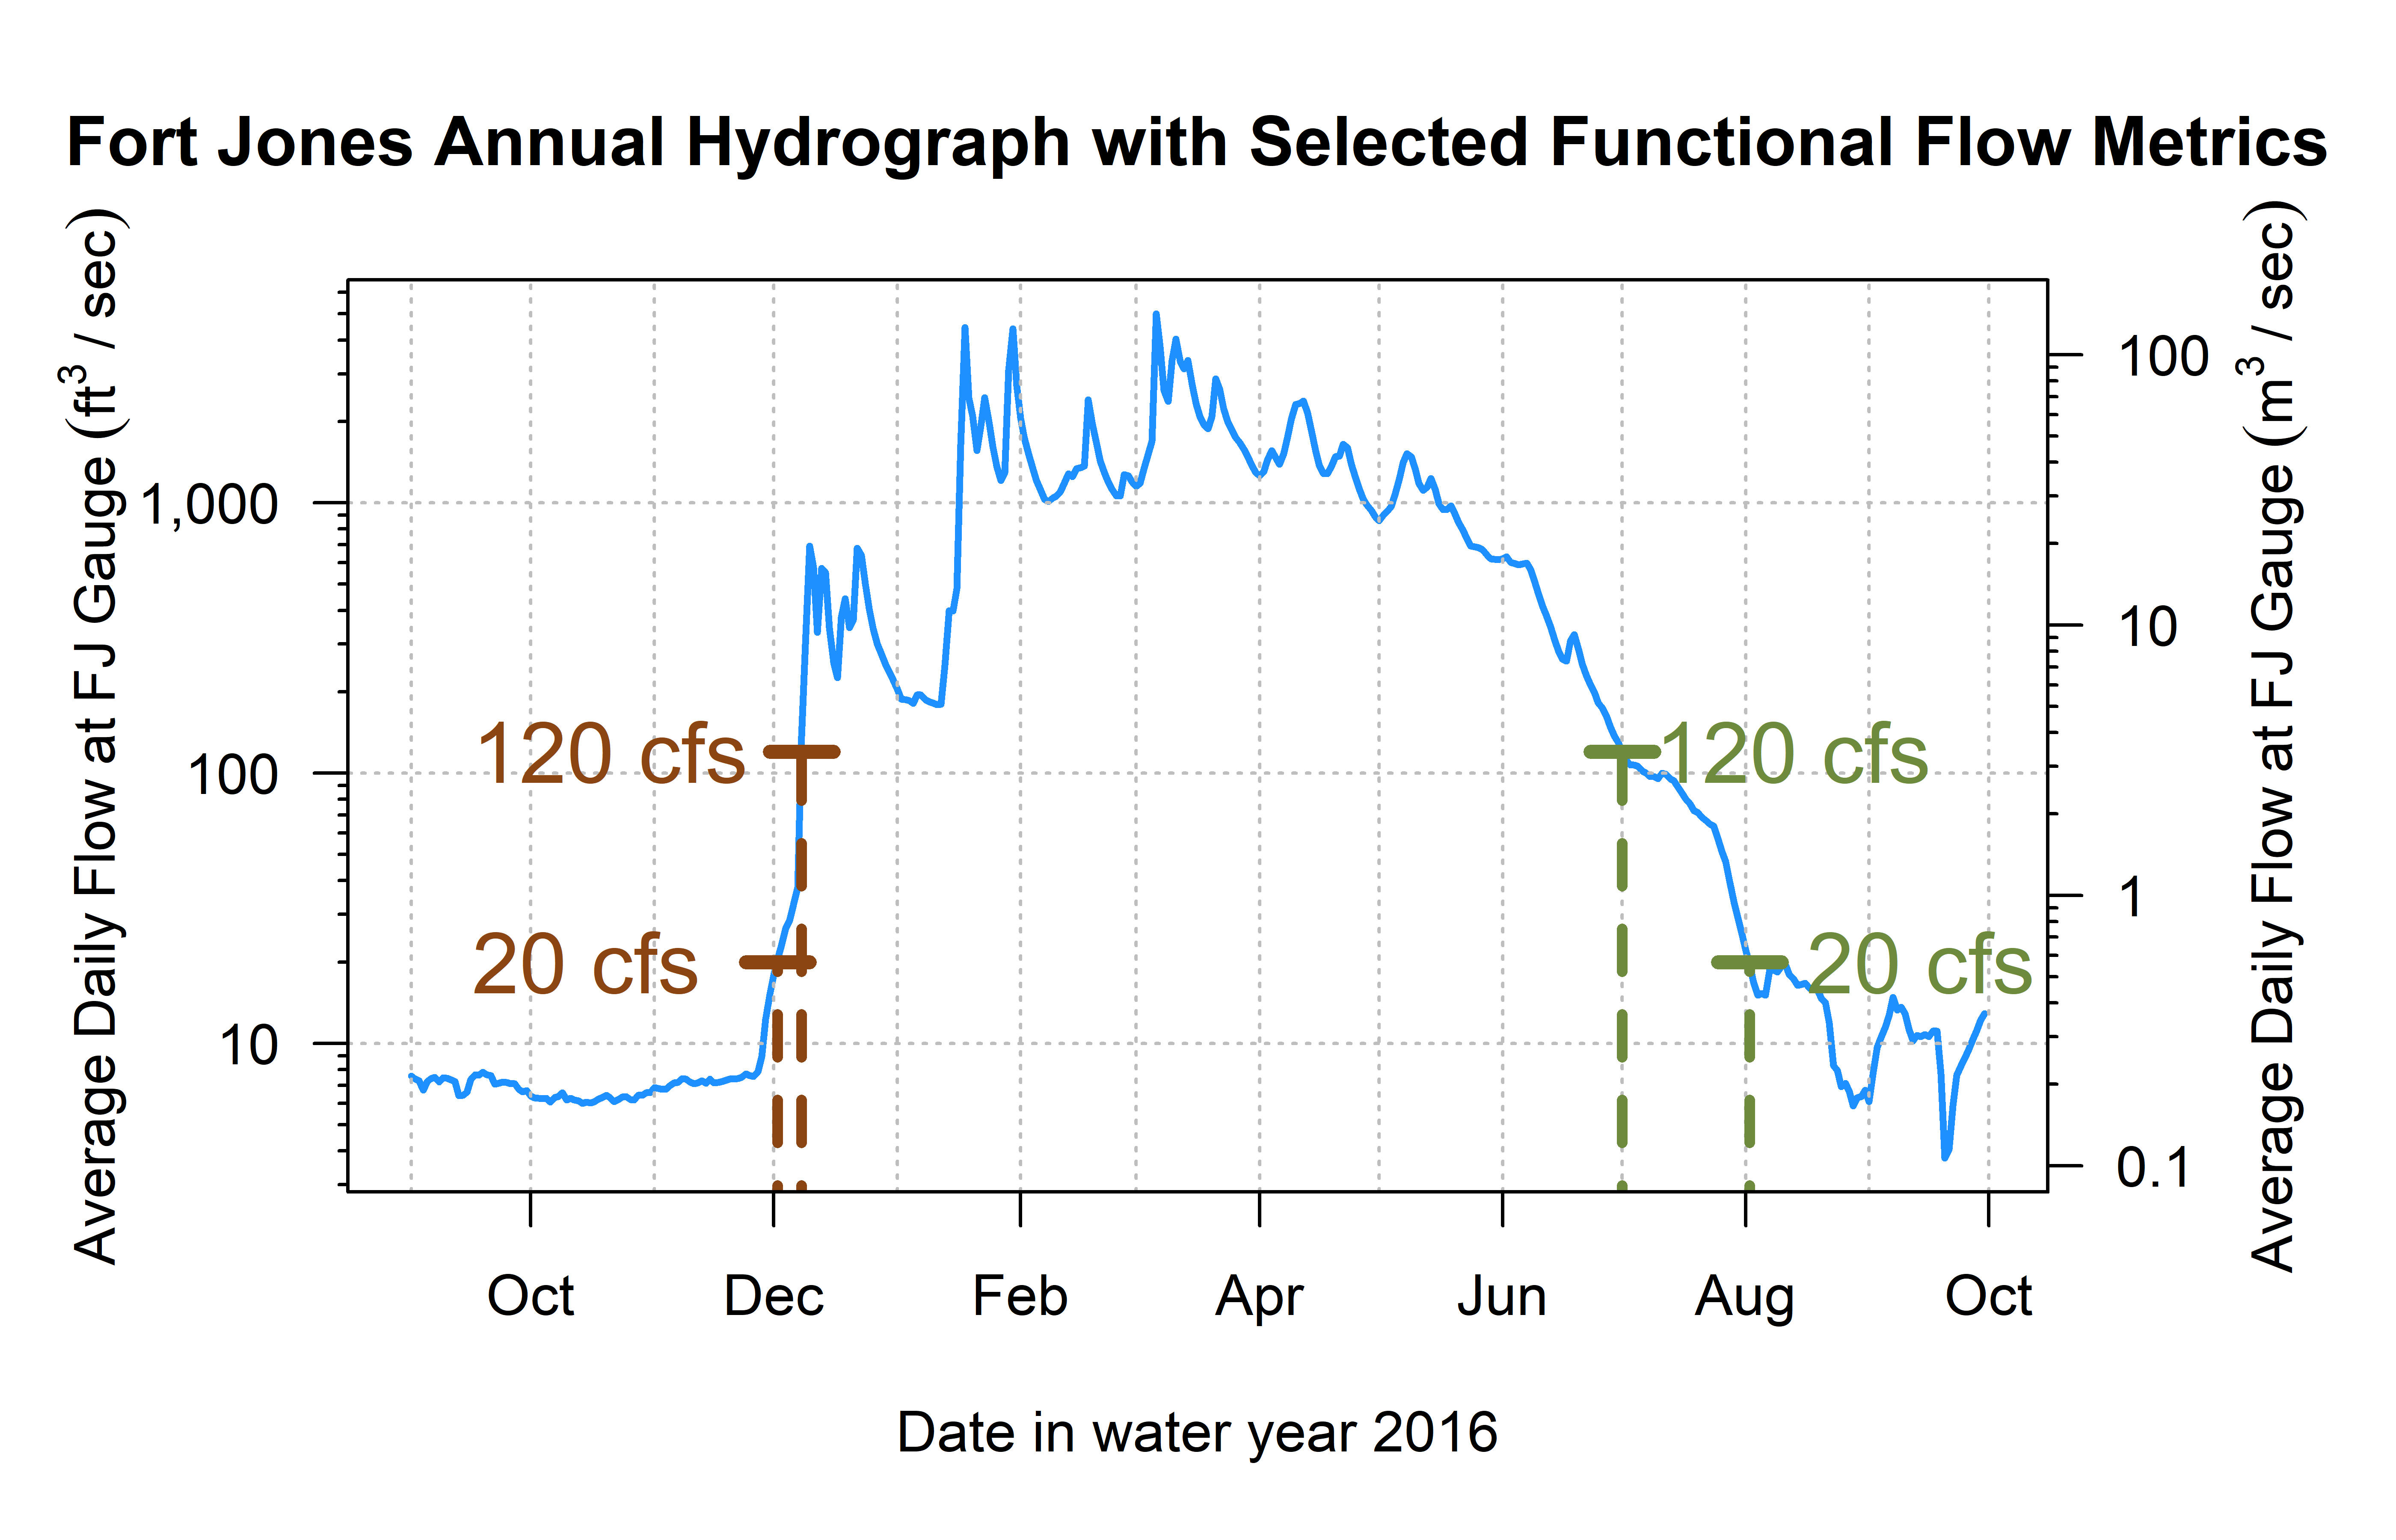 Fort Jones Annual Hydrograph with Selected Functional Flow Metrics
Average Daily Flow at FJ Gauge (ft³ / sec)
1,000
100
10
120 cfs
20 cfs
120 cfs
20 cfs
100
10
1
0.1
Average Daily Flow at FJ Gauge (m³ / sec)
Oct Dec Feb Apr Jun Aug Oct
Date in water year 2016